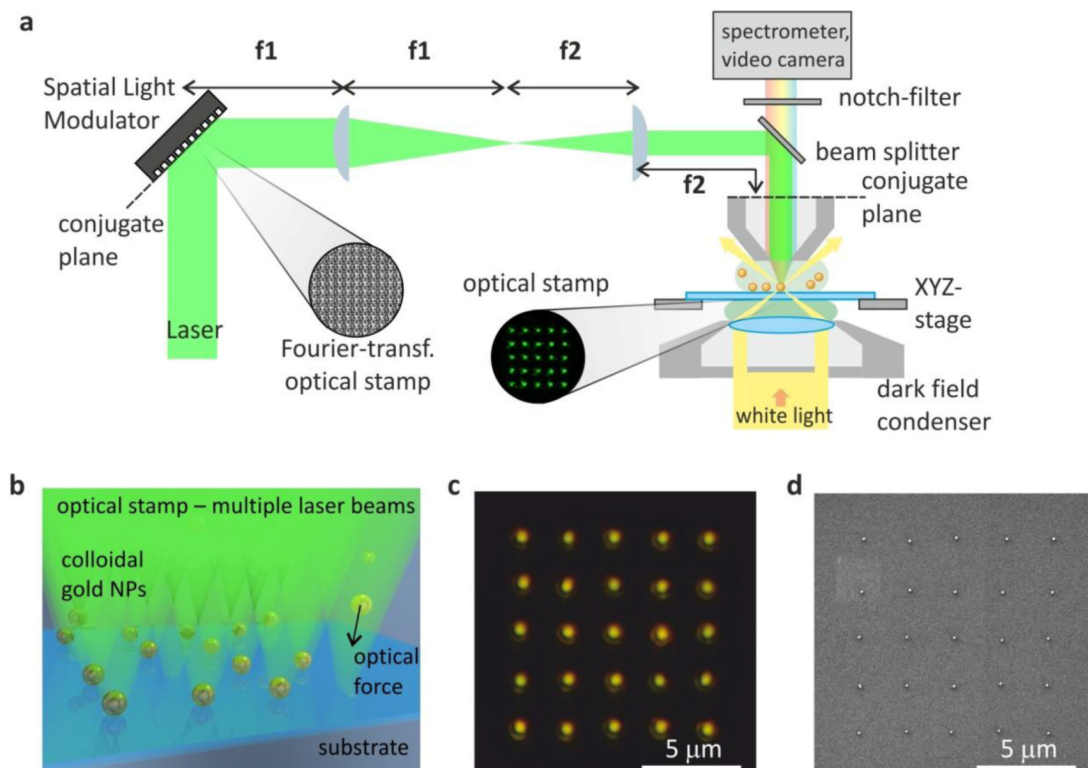 a
f1
f1
f2
spectrometer,
video camera
Spatial Light
Modulator
notch-filter
beam splitter
f2
conjugate
plane
conjugate
plane
optical stamp
XYZ-
stage
Laser
Fourier-transf.
optical stamp
white light
dark field
condenser
b
optical stamp – multiple laser beams
colloidal
gold NPs
optical
force
substrate
c
5 μm
d
5 μm